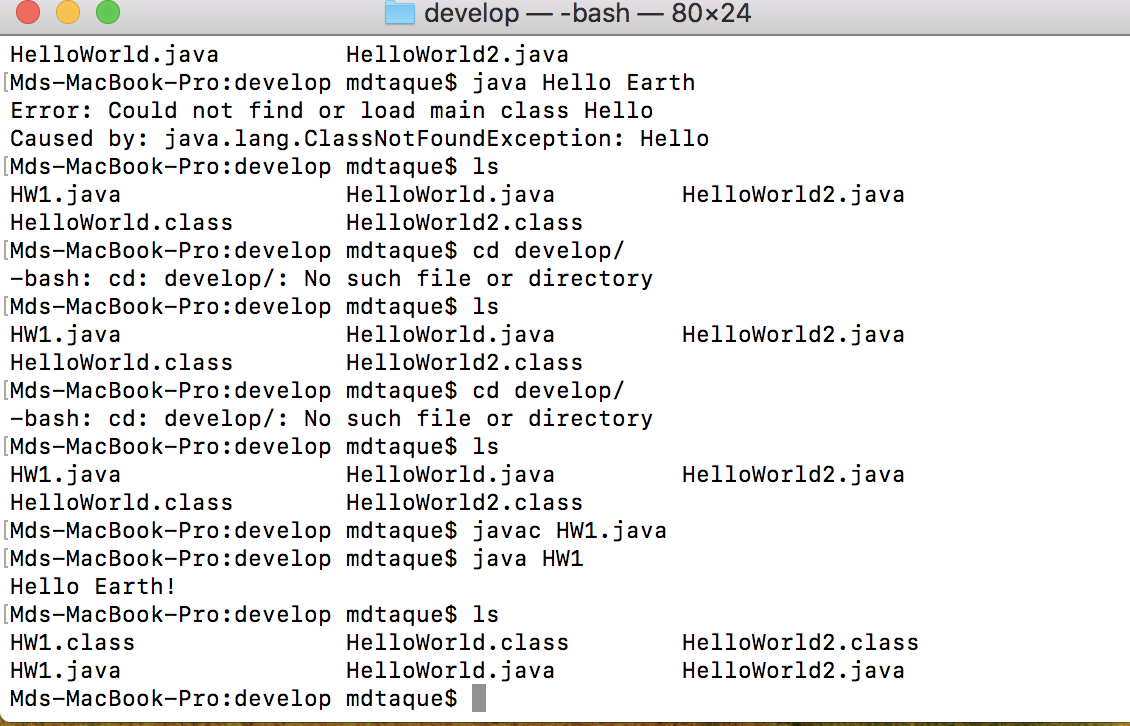 develop — -bash — 80×24
HelloWorld.java HelloWorld2.java
[Mds-MacBook-Pro:develop mdtaque$ java Hello Earth
Error: Could not find or load main class Hello
Caused by: java.lang.ClassNotFoundException: Hello
[Mds-MacBook-Pro:develop mdtaque$ ls
HW1.java HelloWorld.java HelloWorld2.java
HelloWorld.class HelloWorld2.class
[Mds-MacBook-Pro:develop mdtaque$ cd develop/
-bash: cd: develop/: No such file or directory
[Mds-MacBook-Pro:develop mdtaque$ ls
HW1.java HelloWorld.java HelloWorld2.java
HelloWorld.class HelloWorld2.class
[Mds-MacBook-Pro:develop mdtaque$ cd develop/
-bash: cd: develop/: No such file or directory
[Mds-MacBook-Pro:develop mdtaque$ ls
HW1.java HelloWorld.java HelloWorld2.java
HelloWorld.class HelloWorld2.class
[Mds-MacBook-Pro:develop mdtaque$ javac HW1.java
[Mds-MacBook-Pro:develop mdtaque$ java HW1
Hello Earth!
[Mds-MacBook-Pro:develop mdtaque$ ls
HW1.class HelloWorld.class HelloWorld2.class
HW1.java HelloWorld.java HelloWorld2.java
Mds-MacBook-Pro:develop mdtaque$